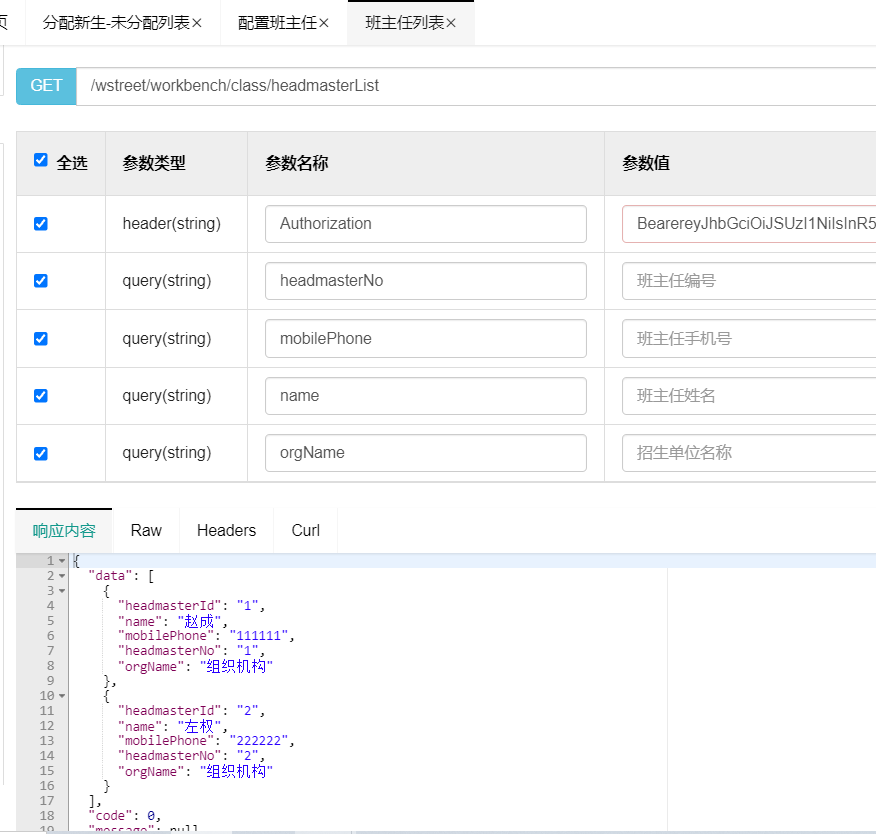 页 分配新生-未分配列表× 配置班主任× 班主任列表×
GET /wstreet/workbench/class/headmasterList
全选 参数类型 参数名称 参数值
header(string) Authorization BearereyJhbGciOiJSUzI1NiIsInR5
query(string) headmasterNo 班主任编号
query(string) mobilePhone 班主任手机号
query(string) name 班主任姓名
query(string) orgName 招生单位名称
响应内容 Raw Headers Curl
1 {
2 "data": [
3 {
4 "headmasterId": "1",
5 "name": "赵成",
6 "mobilePhone": "111111",
7 "headmasterNo": "1",
8 "orgName": "组织机构"
9 },
10 {
11 "headmasterId": "2",
12 "name": "左权",
13 "mobilePhone": "222222",
14 "headmasterNo": "2",
15 "orgName": "组织机构"
16 }
17 ],
18 "code": 0,
19 "message": null